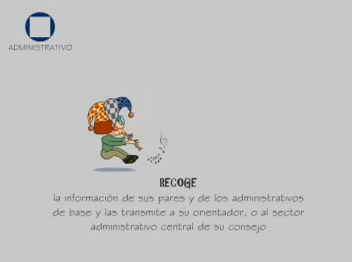 ADMINISTRATIVO
RECOGE
la información de sus pares y de los administrativos
de base y las transmite a su orientador, o al sector
administrativo central de su consejo